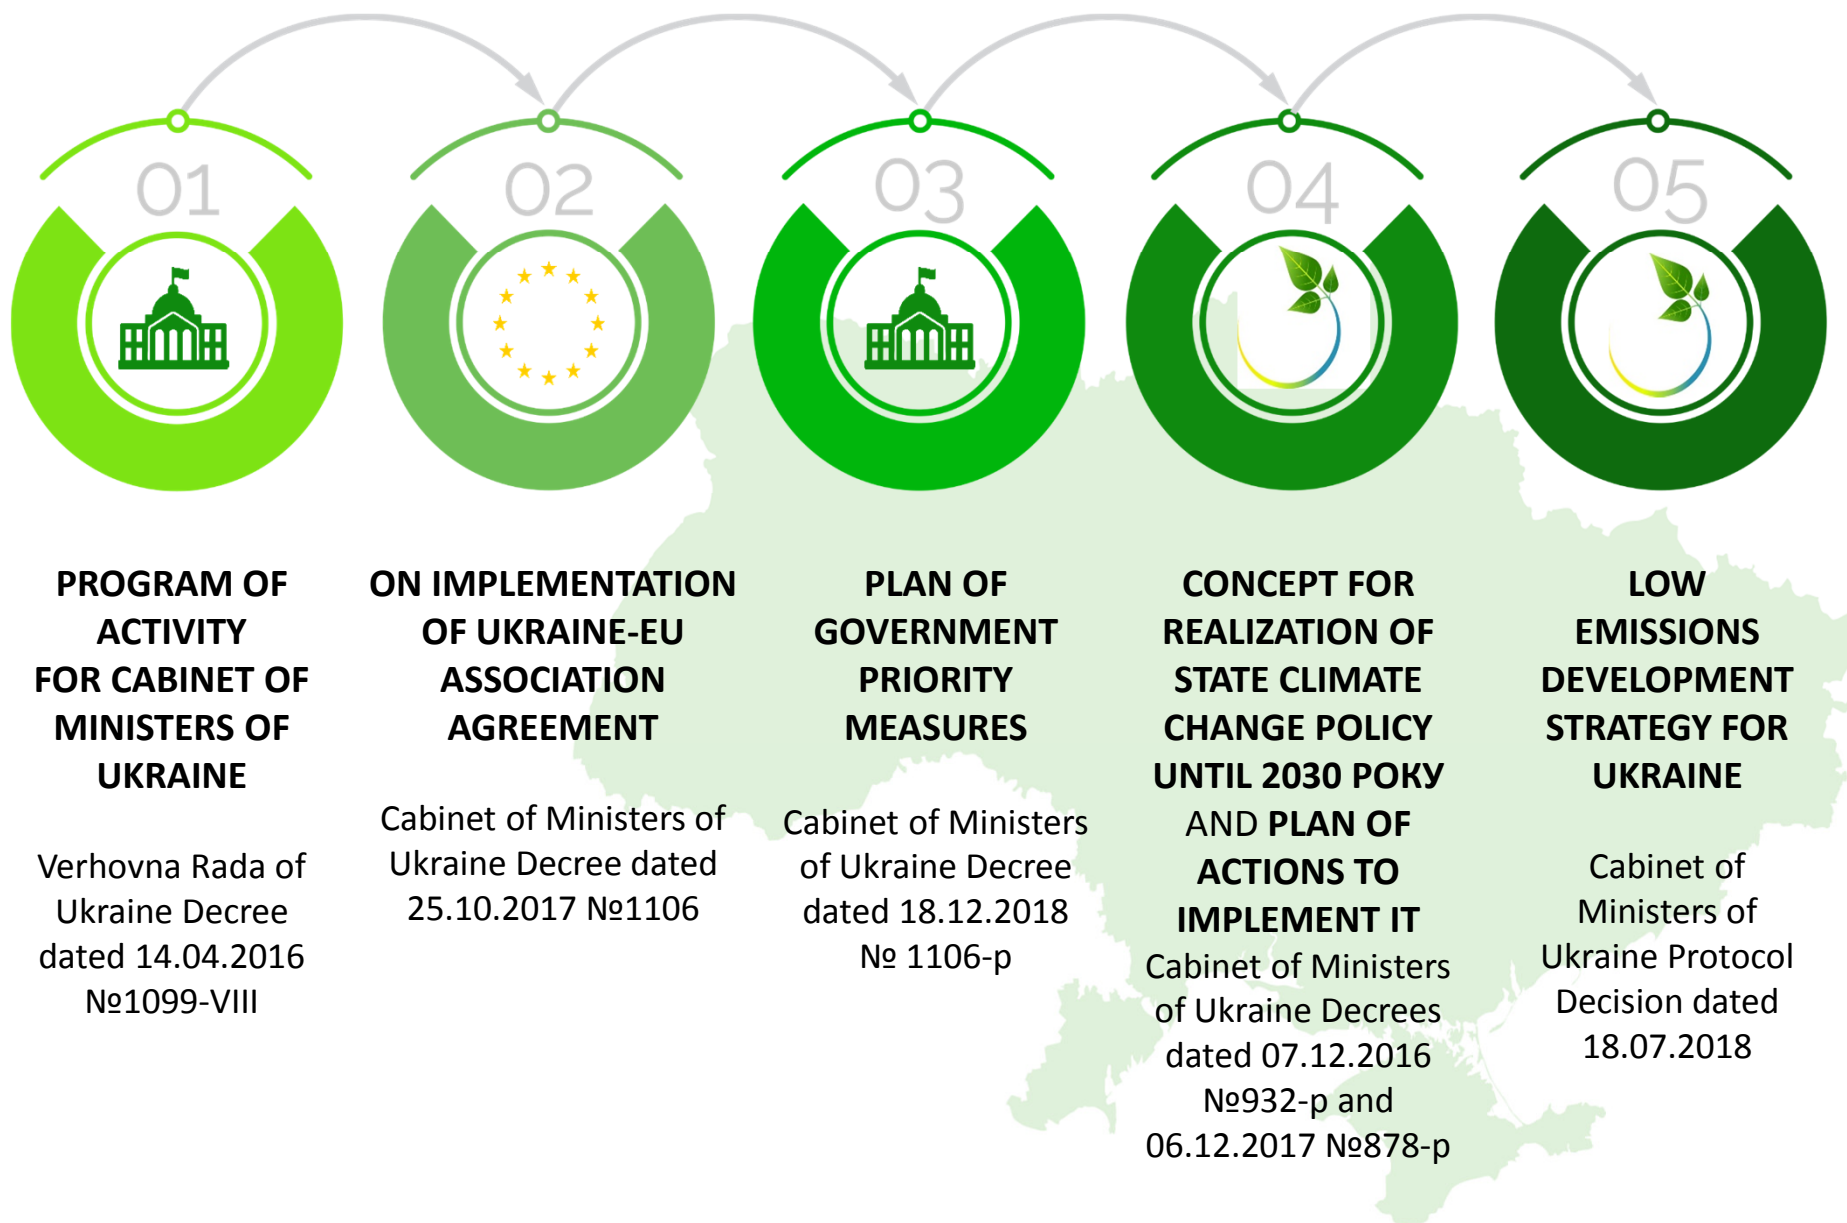 01
PROGRAM OF
ACTIVITY
FOR CABINET OF
MINISTERS OF
UKRAINE
Verhovna Rada of
Ukraine Decree
dated 14.04.2016
№1099-VIII
02
ON IMPLEMENTATION
OF UKRAINE-EU
ASSOCIATION
AGREEMENT
Cabinet of Ministers of
Ukraine Decree dated
25.10.2017 №1106
03
PLAN OF
GOVERNMENT
PRIORITY
MEASURES
Cabinet of Ministers
of Ukraine Decree
dated 18.12.2018
№ 1106-р
04
CONCEPT FOR
REALIZATION OF
STATE CLIMATE
CHANGE POLICY
UNTIL 2030 РОКУ
AND PLAN OF
ACTIONS TO
IMPLEMENT IT
Cabinet of Ministers
of Ukraine Decrees
dated 07.12.2016
№932-р and
06.12.2017 №878-р
05
LOW
EMISSIONS
DEVELOPMENT
STRATEGY FOR
UKRAINE
Cabinet of
Ministers of
Ukraine Protocol
Decision dated
18.07.2018